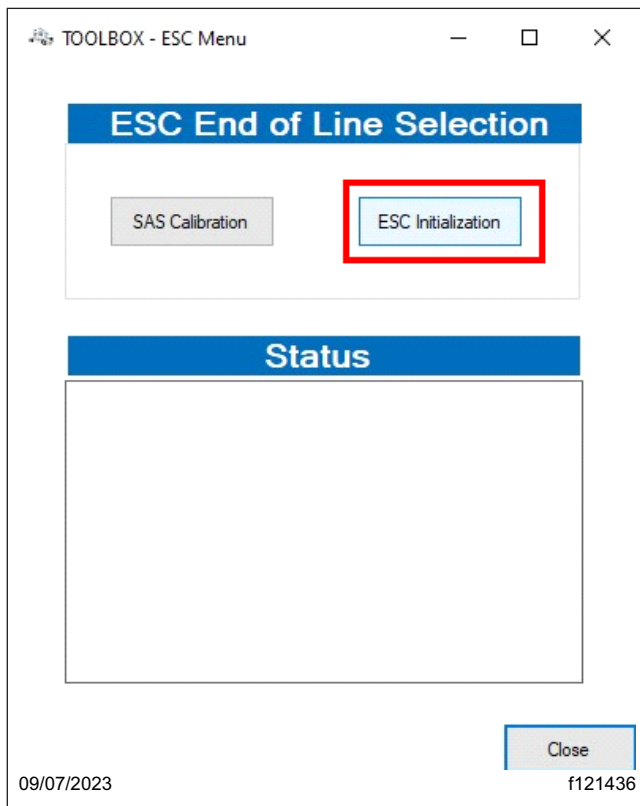 TOOLBOX - ESC Menu
ESC End of Line Selection
SAS Calibration
ESC Initialization
Status
Close
09/07/2023
f121436